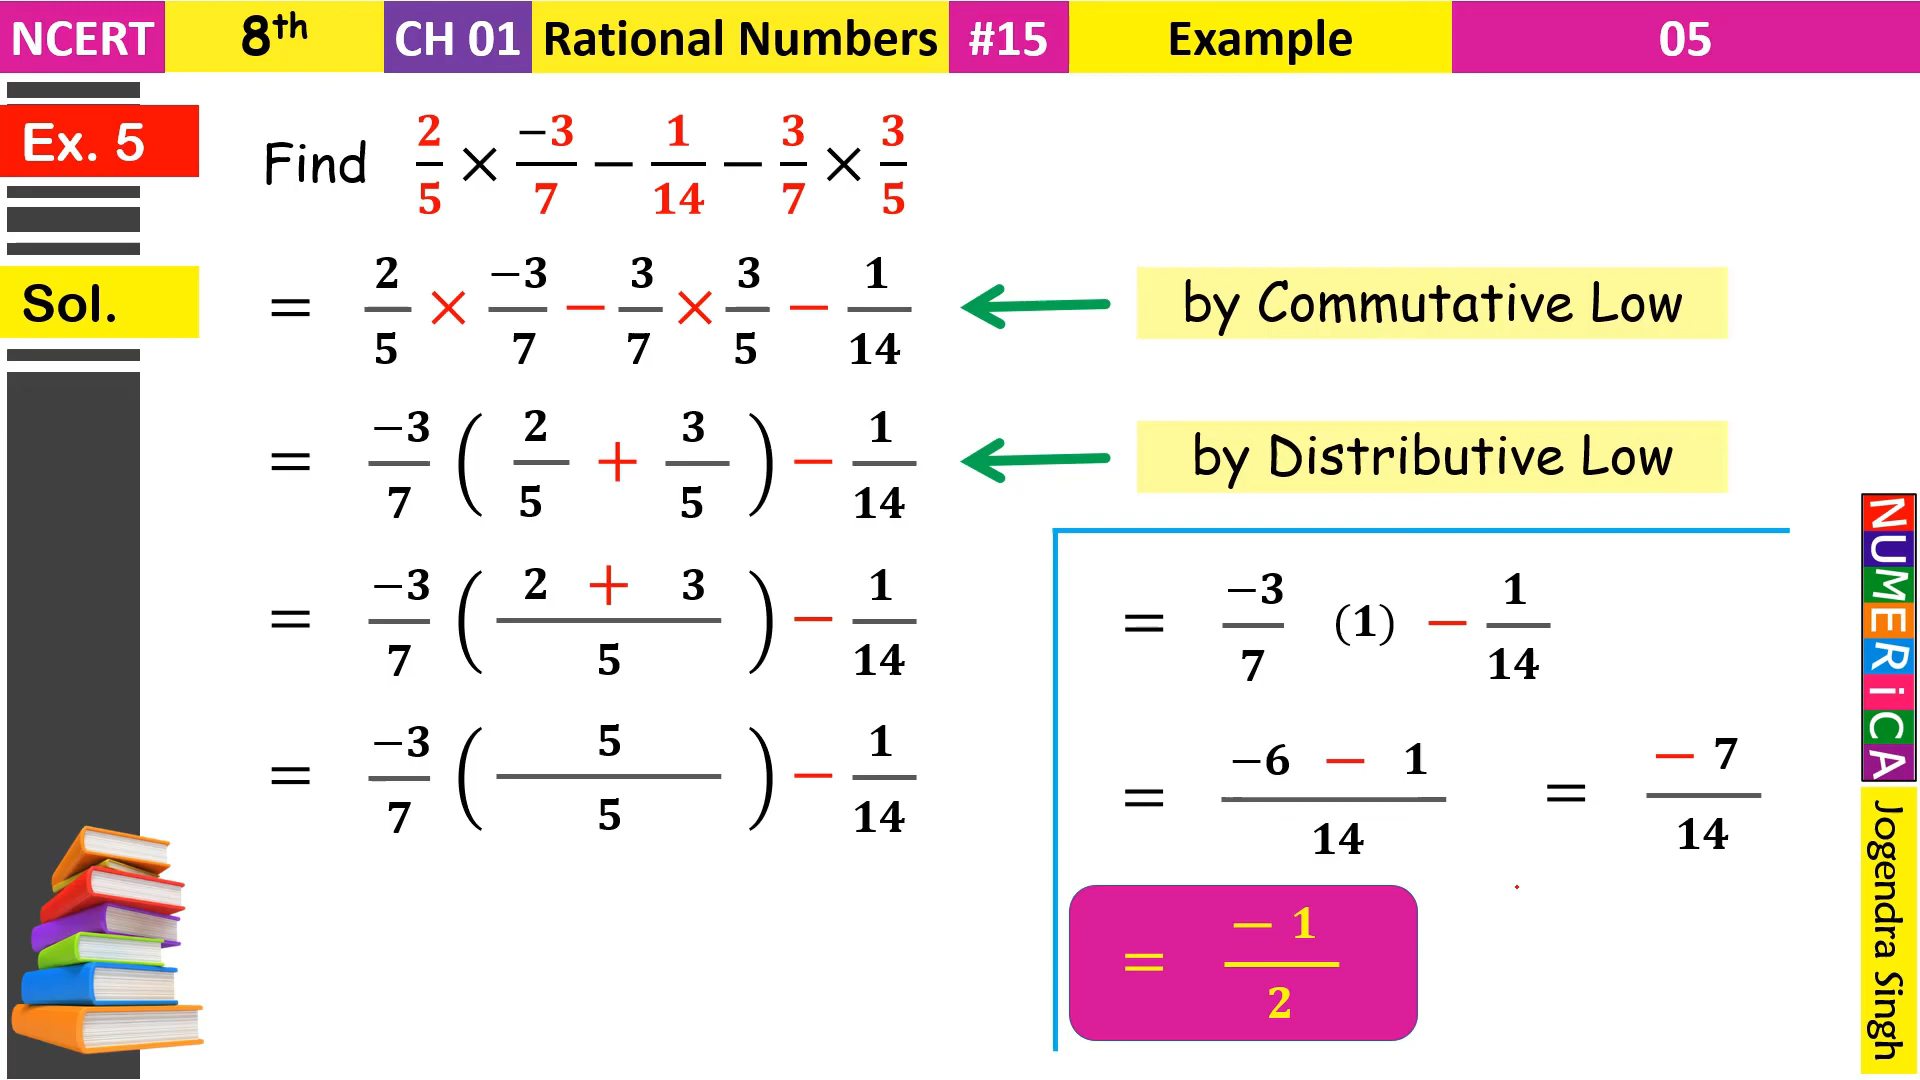 NCERT 8th CH 01 Rational Numbers #15 Example 05
Ex. 5
Find 2/5 × −3/7 − 1/14 − 3/7 × 3/5
Sol.
= 2/5 × −3/7 − 3/7 × 3/5 − 1/14
by Commutative Low
= −3/7 ( 2/5 + 3/5 ) − 1/14
by Distributive Low
= −3/7 ( 2 + 3 / 5 ) − 1/14
= −3/7 ( 5/5 ) − 1/14
= −3/7 (1) − 1/14
= −6 − 1 / 14 = − 7/14
= − 1/2
NUMERiCA
Jogendra Singh